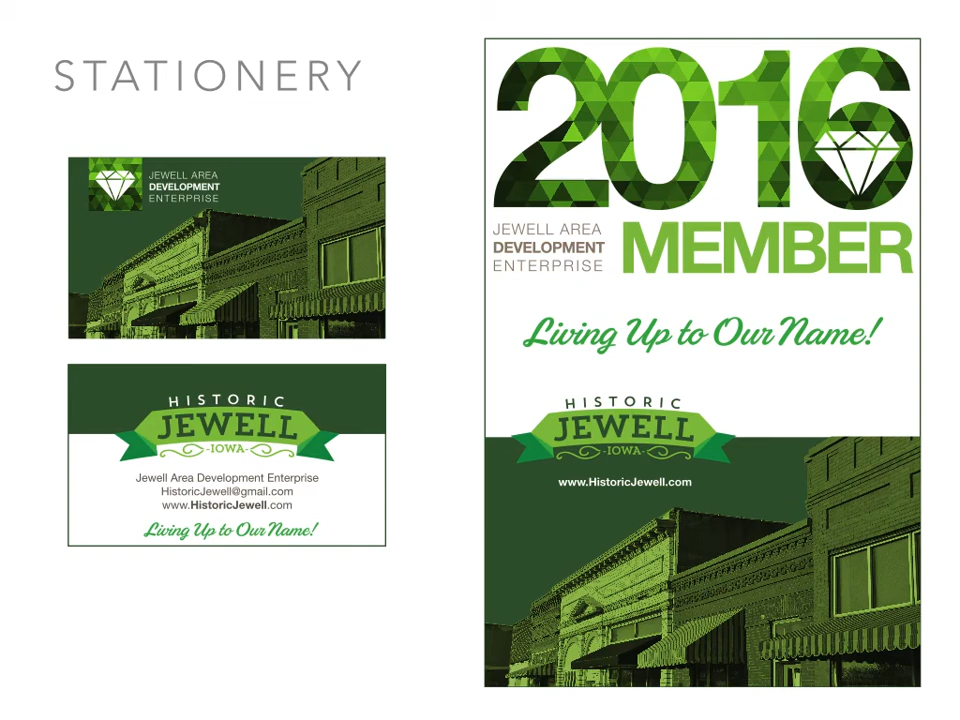 STATIONERY
JEWELL AREA
DEVELOPMENT
ENTERPRISE
HISTORIC
JEWELL
-IOWA-
Jewell Area Development Enterprise
HistoricJewell@gmail.com
www.HistoricJewell.com
Living Up to Our Name!
2016
JEWELL AREA
DEVELOPMENT
ENTERPRISE
MEMBER
Living Up to Our Name!
HISTORIC
JEWELL
-IOWA-
www.HistoricJewell.com